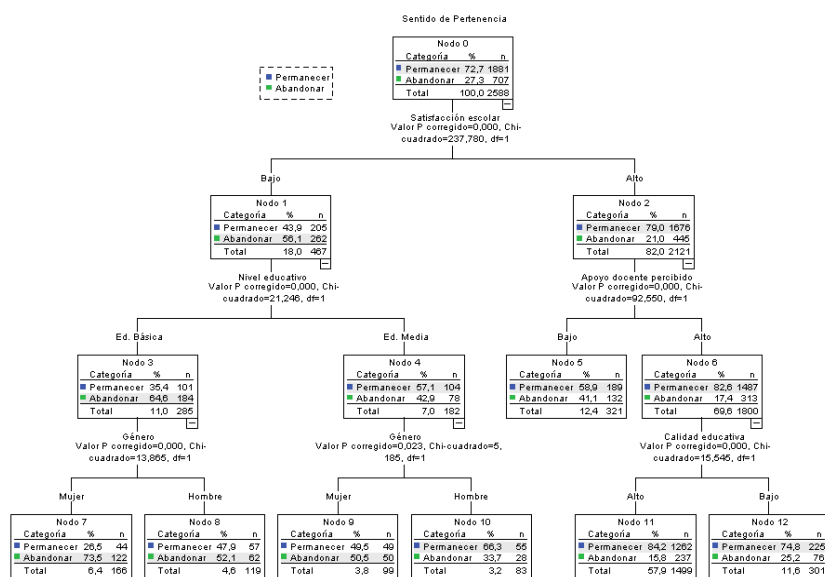 Sentido de Pertenencia
Permanecer
Abandonar
Nodo 0
Categoría % n
Permanecer 72,7 1881
Abandonar 27,3 707
Total 100,0 2588
Satisfacción escolar
Valor P corregido=0,000, Chi-
cuadrado=237,780, df=1
Bajo
Alto
Nodo 1
Categoría % n
Permanecer 43,9 205
Abandonar 56,1 262
Total 18,0 467
Nodo 2
Categoría % n
Permanecer 79,0 1676
Abandonar 21,0 445
Total 82,0 2121
Nivel educativo
Valor P corregido=0,000, Chi-
cuadrado=21,246, df=1
Apoyo docente percibido
Valor P corregido=0,000, Chi-
cuadrado=92,550, df=1
Ed. Básica
Ed. Media
Bajo
Alto
Nodo 3
Categoría % n
Permanecer 35,4 101
Abandonar 64,6 184
Total 11,0 285
Nodo 4
Categoría % n
Permanecer 57,1 104
Abandonar 42,9 78
Total 7,0 182
Nodo 5
Categoría % n
Permanecer 58,9 189
Abandonar 41,1 132
Total 12,4 321
Nodo 6
Categoría % n
Permanecer 82,6 1487
Abandonar 17,4 313
Total 69,6 1800
Género
Valor P corregido=0,000, Chi-
cuadrado=13,865, df=1
Género
Valor P corregido=0,023, Chi-cuadrado=5,
185, df=1
Calidad educativa
Valor P corregido=0,000, Chi-
cuadrado=15,545, df=1
Mujer
Hombre
Mujer
Hombre
Alto
Bajo
Nodo 7
Categoría % n
Permanecer 26,5 44
Abandonar 73,5 122
Total 6,4 166
Nodo 8
Categoría % n
Permanecer 47,9 57
Abandonar 52,1 62
Total 4,6 119
Nodo 9
Categoría % n
Permanecer 49,5 49
Abandonar 50,5 50
Total 3,8 99
Nodo 10
Categoría % n
Permanecer 66,3 55
Abandonar 33,7 28
Total 3,2 83
Nodo 11
Categoría % n
Permanecer 84,2 1262
Abandonar 15,8 237
Total 57,9 1499
Nodo 12
Categoría % n
Permanecer 74,8 225
Abandonar 25,2 76
Total 11,6 301